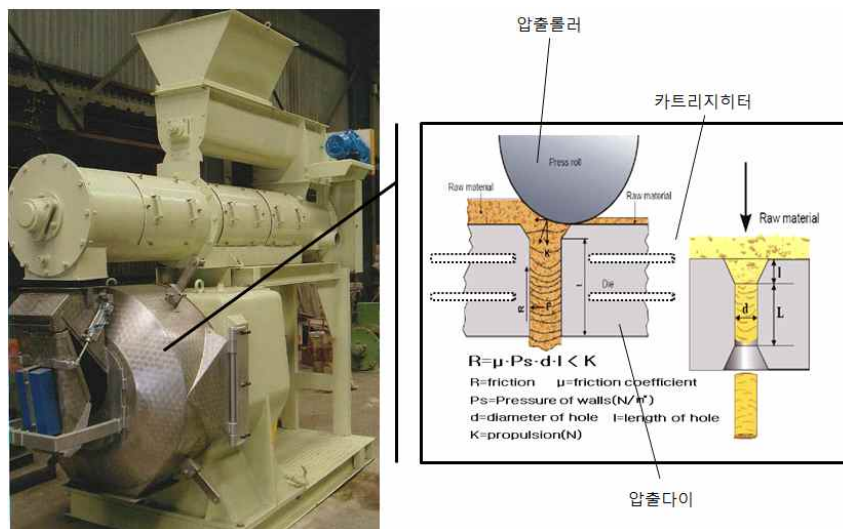 압출롤러
카트리지히터
Press roll
Raw material
Raw material
Raw material
K
l
l
Die
d
L
R
P
R=μ·Ps·d·l < K
R=friction μ=friction coefficient
Ps=Pressure of walls(N/㎡)
d=diameter of hole l=length of hole
K=propulsion(N)
압출다이